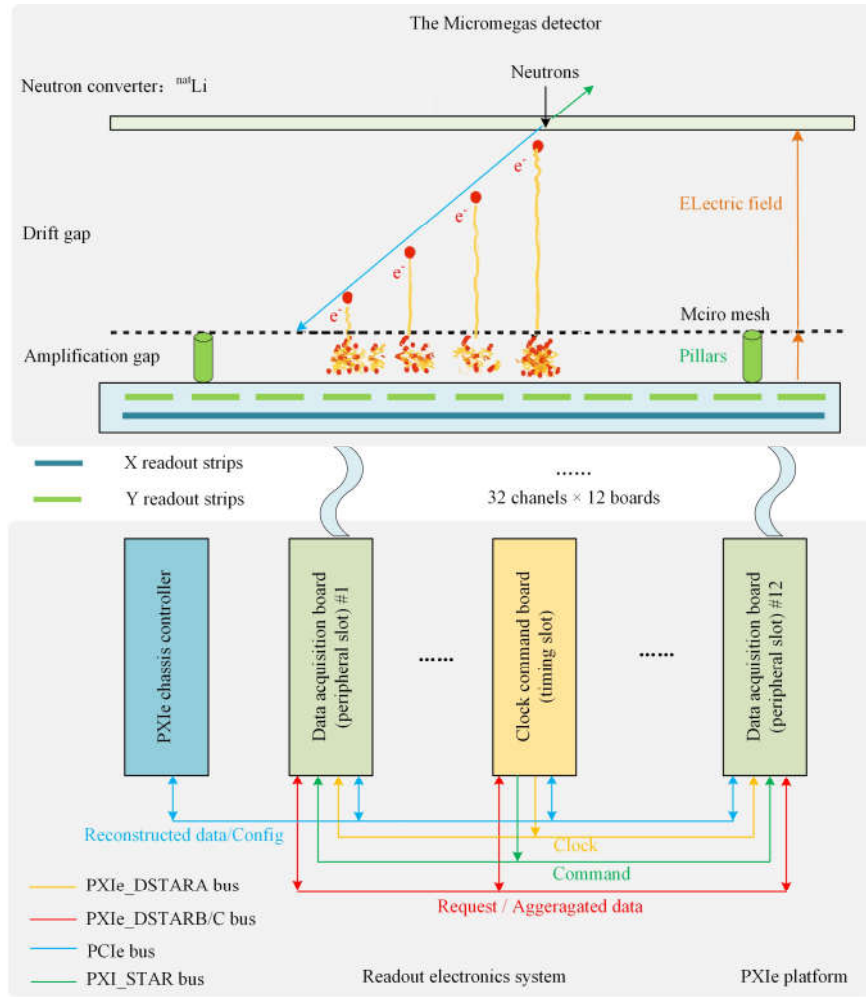 The Micromegas detector
Neutrons
Neutron converter: natLi
e-
ELectric field
e-
Drift gap
e-
e-
Mciro mesh
Amplification gap
Pillars
X readout strips
......
Y readout strips
32 chanels × 12 boards
PXIe chassis controller
Data acquisition board
(peripheral slot) #1
......
Clock command board
(timing slot)
......
Data acquisition board
(peripheral slot) #12
Reconstructed data/Config
Clock
Command
PXIe_DSTARA bus
PXIe_DSTARB/C bus
Request / Aggeragated data
PCIe bus
PXI_STAR bus
Readout electronics system
PXIe platform